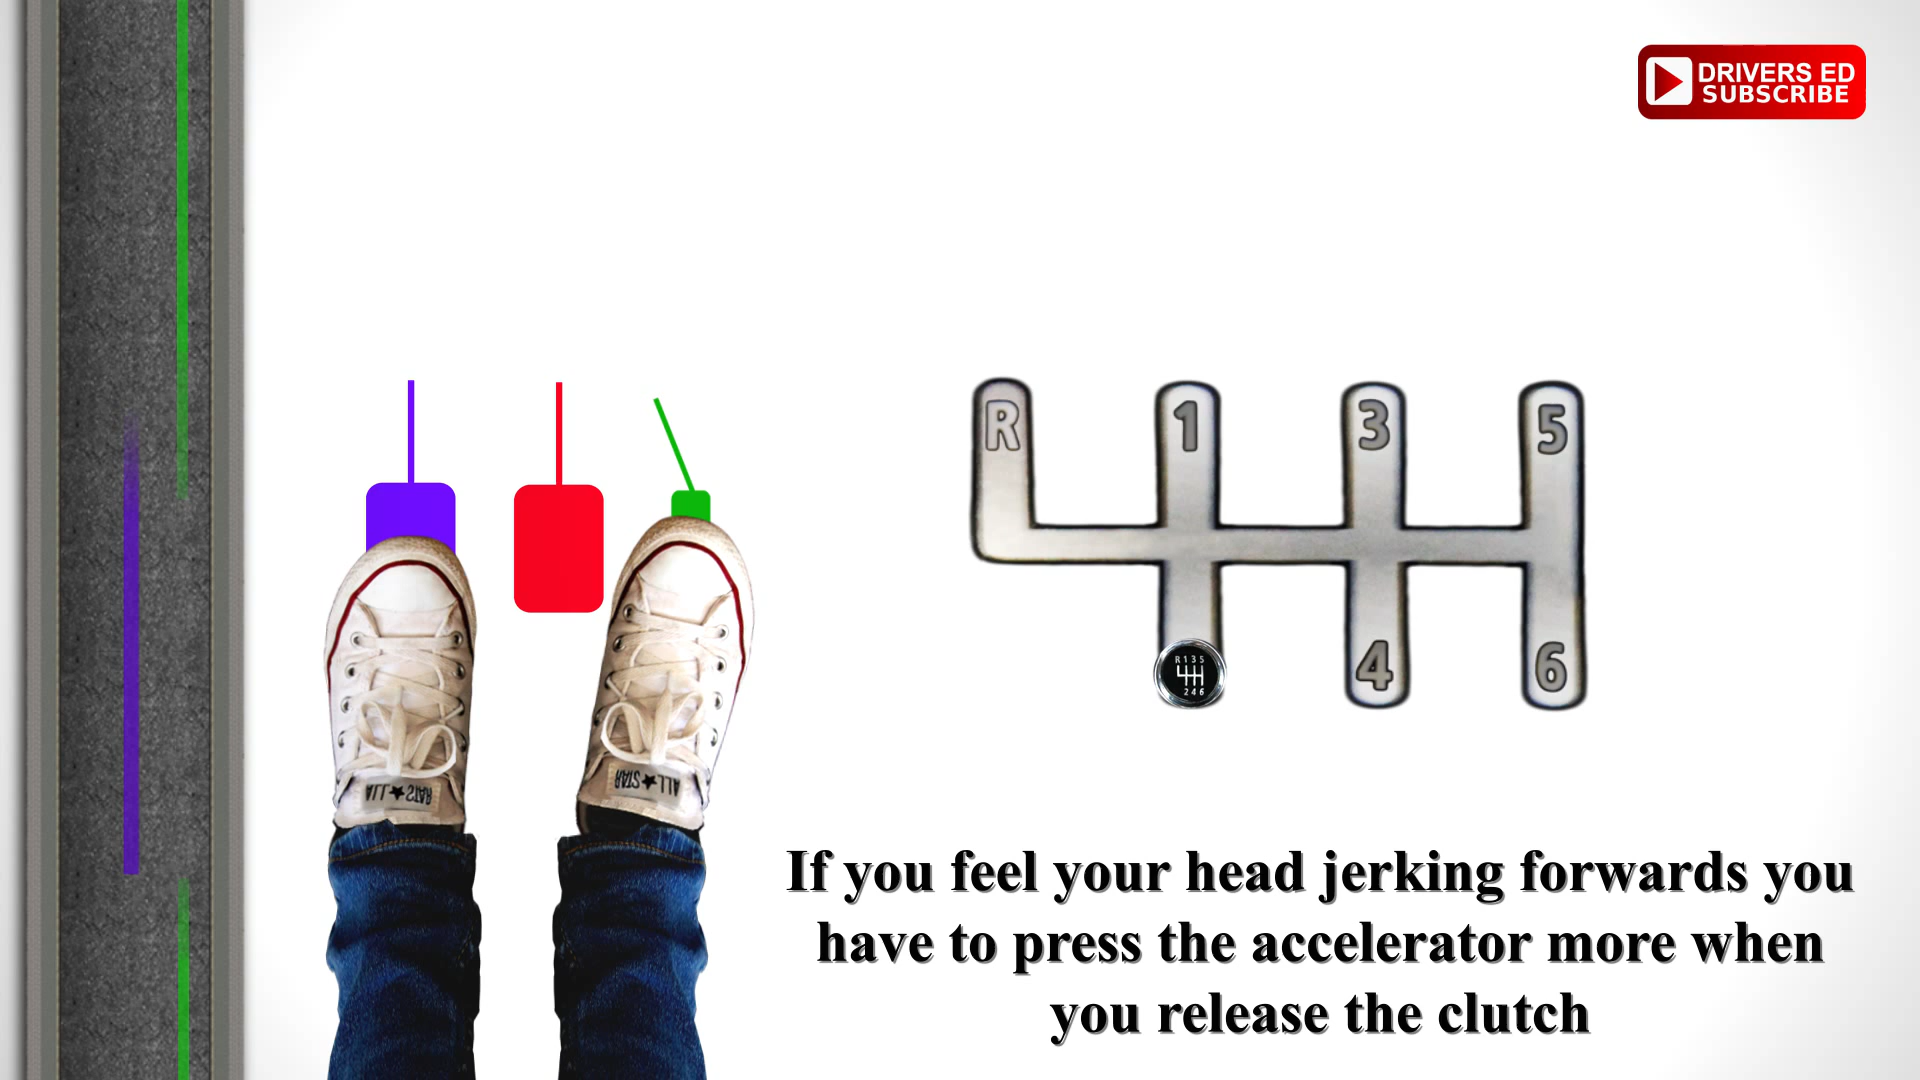 DRIVERS ED
SUBSCRIBE
R 1 3 5
R 1 3 5
2 4 6
4 6
ALL★STAR
ALL★STAR
If you feel your head jerking forwards you
have to press the accelerator more when
you release the clutch